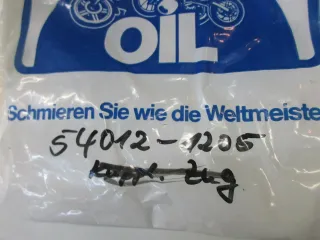 OIL
Schmieren Sie wie die Weltmeiste
54012-1205
Kuppl. Zug